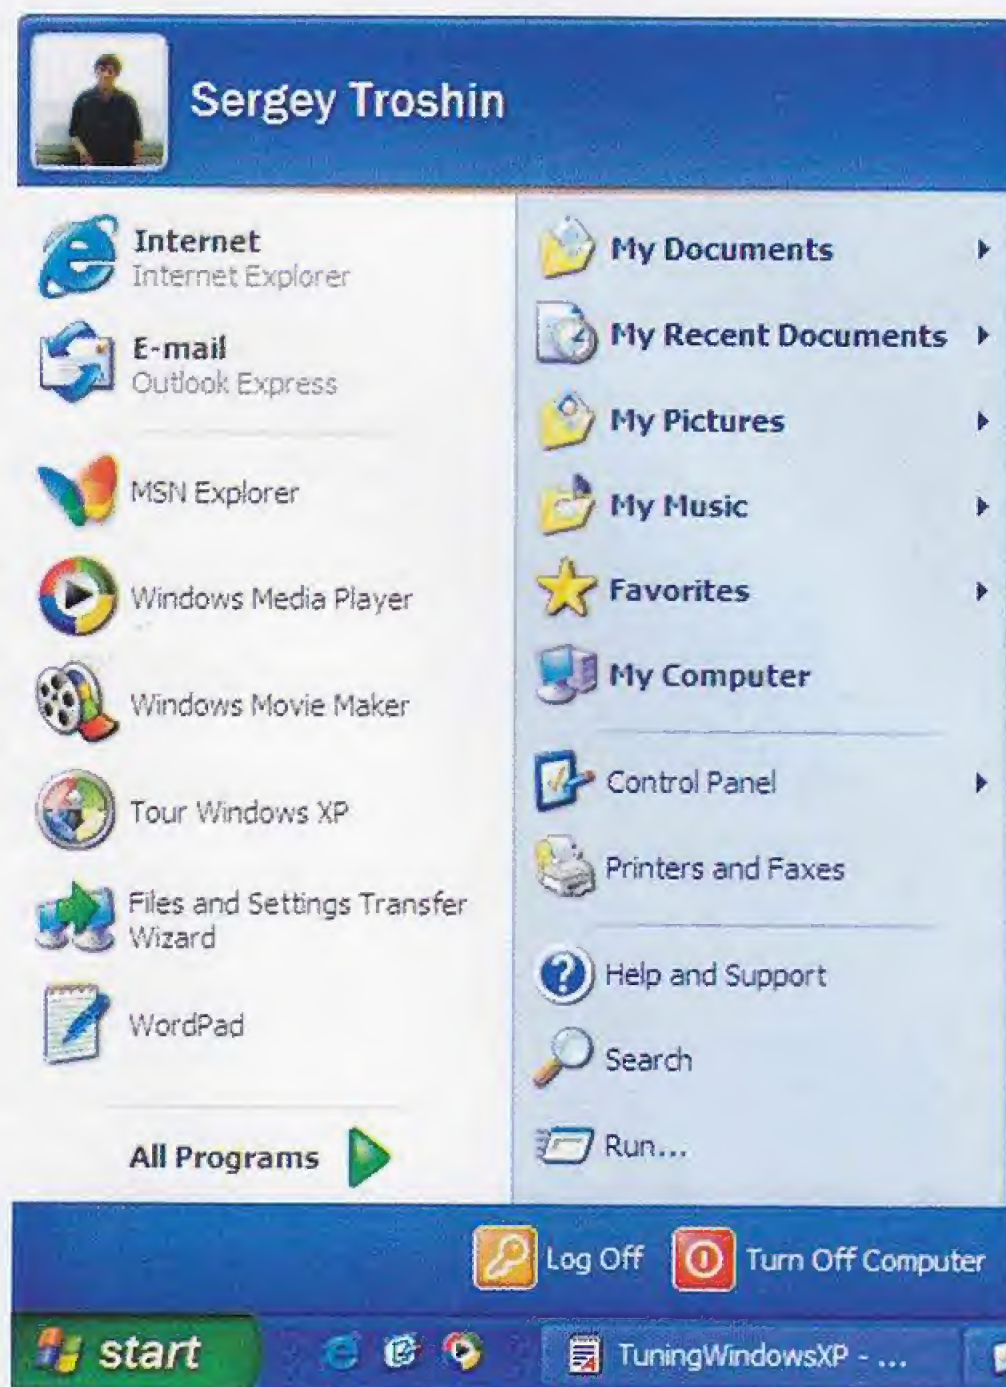 Sergey Troshin
Internet
Internet Explorer
E-mail
Outlook Express
MSN Explorer
Windows Media Player
Windows Movie Maker
Tour Windows XP
Files and Settings Transfer
Wizard
WordPad
All Programs
My Documents
My Recent Documents
My Pictures
My Music
Favorites
My Computer
Control Panel
Printers and Faxes
Help and Support
Search
Run...
Log Off
Turn Off Computer
start
TuningWindowsXP - ...